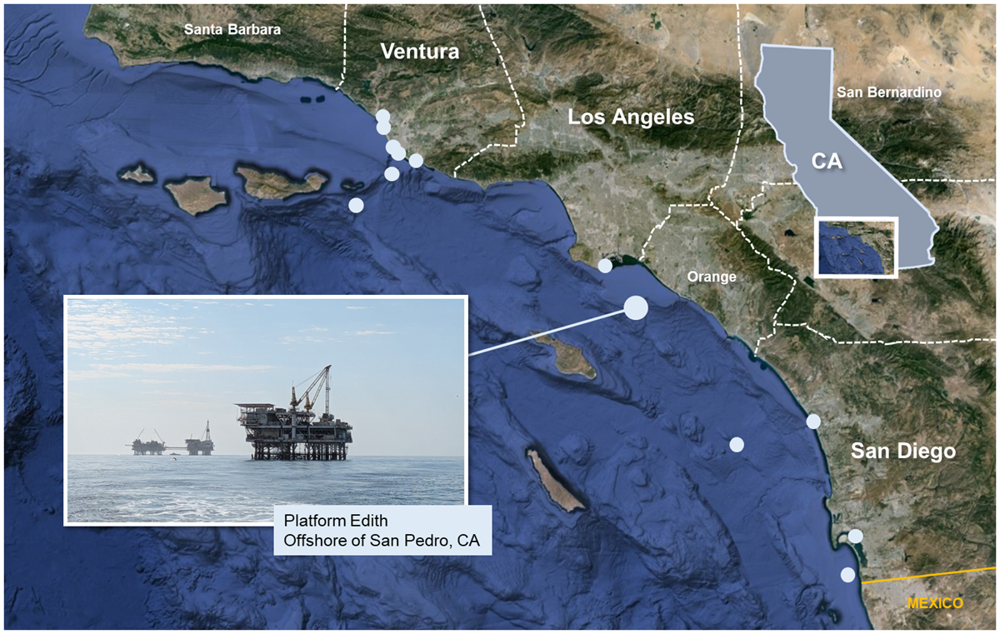 Santa Barbara
Ventura
Los Angeles
San Bernardino
CA
Orange
San Diego
Platform Edith
Offshore of San Pedro, CA
MEXICO